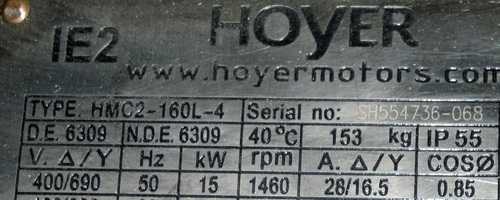 IE2 HOYER
www.hoyermotors.com
TYPE. HMC2-160L-4 Serial no: SH554736-068
D.E. 6309 N.D.E. 6309 40°C 153 kg IP 55
V. Δ/Y Hz kW rpm A. Δ/Y COSØ
400/690 50 15 1460 28/16.5 0.85